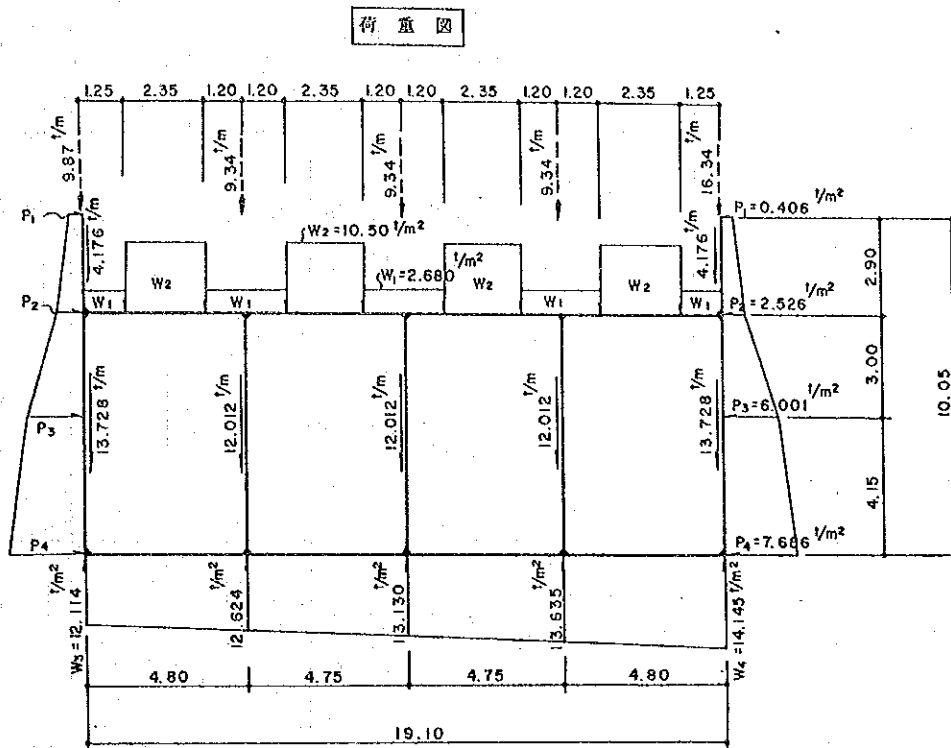 荷重図
1.25 2.35 1.20 1.20 2.35 1.20 1.20 2.35 1.20 1.20 2.35 1.25
9.87 t/m
9.34 t/m
9.34 t/m
9.34 t/m
16.34 t/m
P1
P1=0.406 t/m²
4.176 t/m
4.176 t/m
W2=10.50 t/m²
W1=2.680 t/m²
W2
W2
W2
W1
W1
W1
W1
P2
P2=2.526 t/m²
2.90
3.00
4.15
10.05
P3
P3=6.001 t/m²
13.728 t/m
12.012 t/m
12.012 t/m
12.012 t/m
13.728 t/m
P4
P4=7.686 t/m²
W3=12.114 t/m²
12.624 t/m²
13.130 t/m²
13.635 t/m²
W4=14.145 t/m²
4.80 4.75 4.75 4.80
19.10